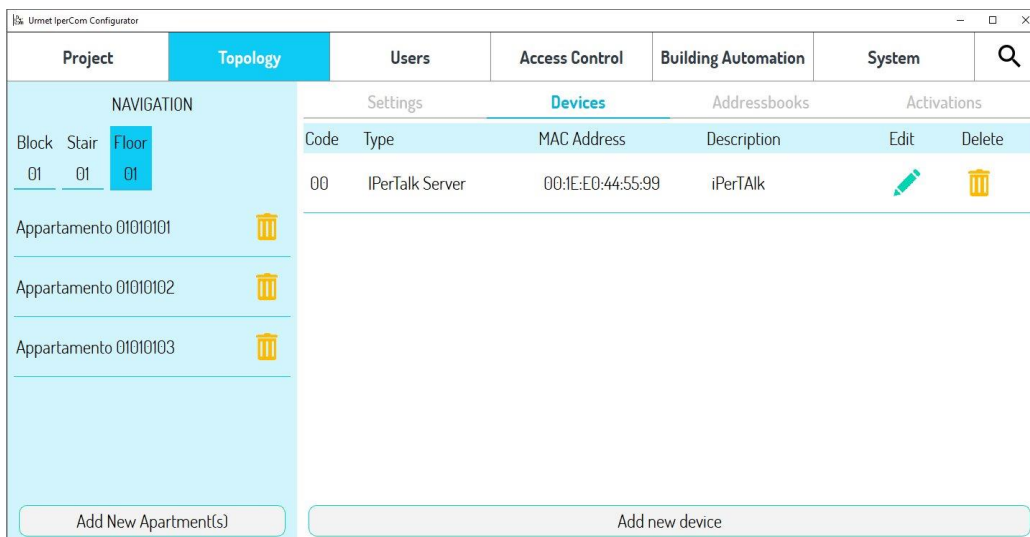 Urmet IperCom Configurator
Project Topology Users Access Control Building Automation System
NAVIGATION
Block Stair Floor
01 01 01
Appartamento 01010101
Appartamento 01010102
Appartamento 01010103
Add New Apartment(s)
Settings Devices Addressbooks Activations
Code Type MAC Address Description Edit Delete
00 IPerTalk Server 00:1E:E0:44:55:99 iPerTAlk
Add new device